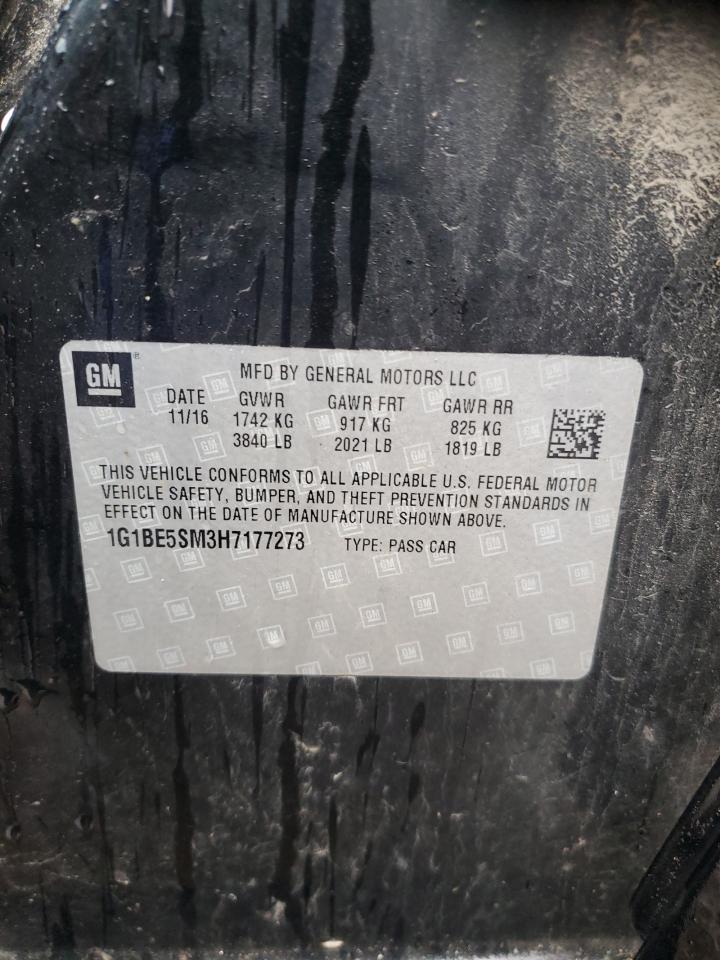 GM ® MFD BY GENERAL MOTORS LLC
DATE GVWR GAWR FRT GAWR RR
11/16 1742 KG 917 KG 825 KG
3840 LB 2021 LB 1819 LB
THIS VEHICLE CONFORMS TO ALL APPLICABLE U.S. FEDERAL MOTOR
VEHICLE SAFETY, BUMPER, AND THEFT PREVENTION STANDARDS IN
EFFECT ON THE DATE OF MANUFACTURE SHOWN ABOVE.
1G1BE5SM3H7177273 TYPE: PASS CAR